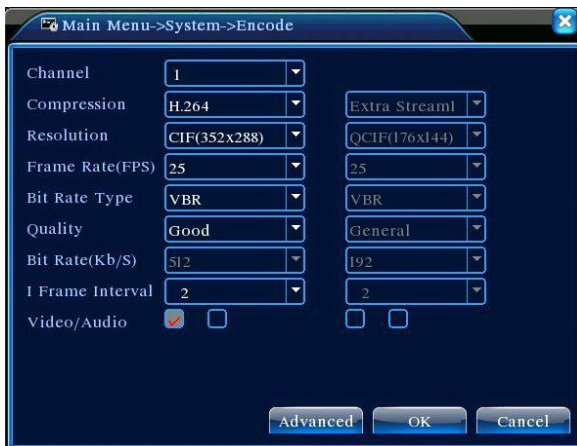 Main Menu->System->Encode
Channel 1
Compression H.264 Extra Stream1
Resolution CIF(352x288) QCIF(176x144)
Frame Rate(FPS) 25 25
Bit Rate Type VBR VBR
Quality Good General
Bit Rate(Kb/S) 512 192
I Frame Interval 2 2
Video/Audio
Advanced OK Cancel